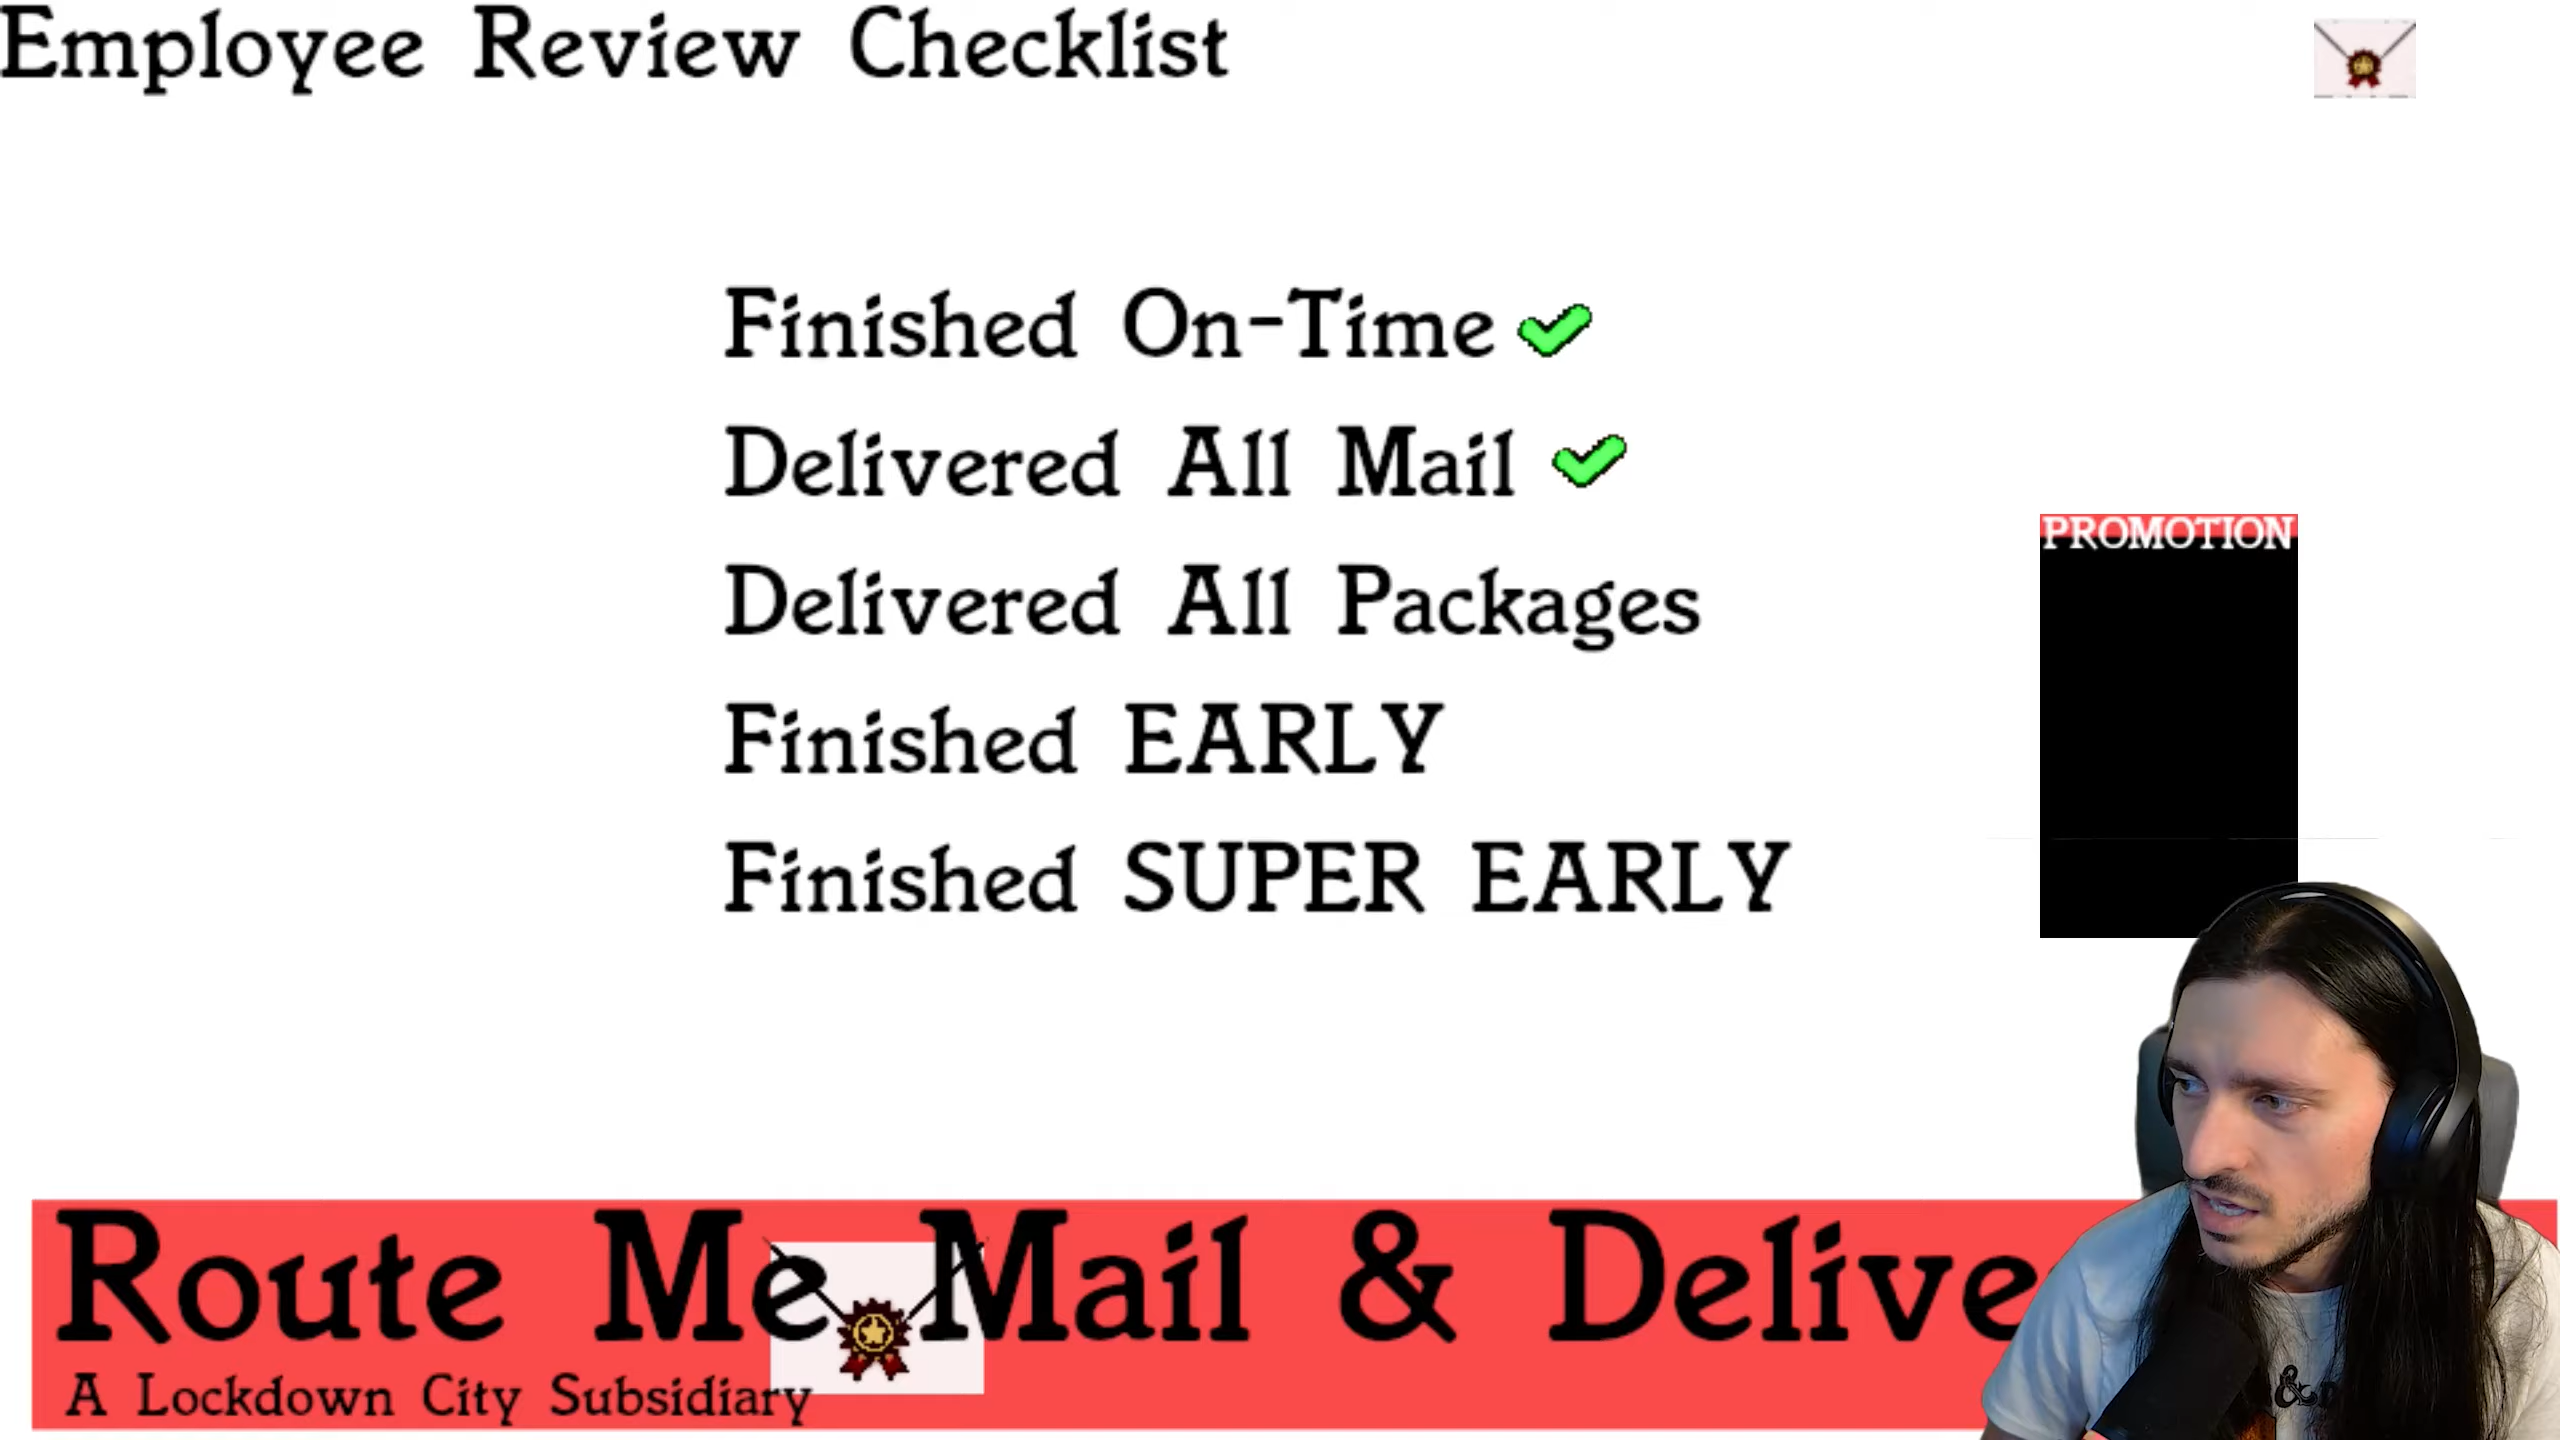 Employee Review Checklist
Finished On-Time
Delivered All Mail
Delivered All Packages
Finished EARLY
Finished SUPER EARLY
PROMOTION
Route Me Mail & Delive
A Lockdown City Subsidiary